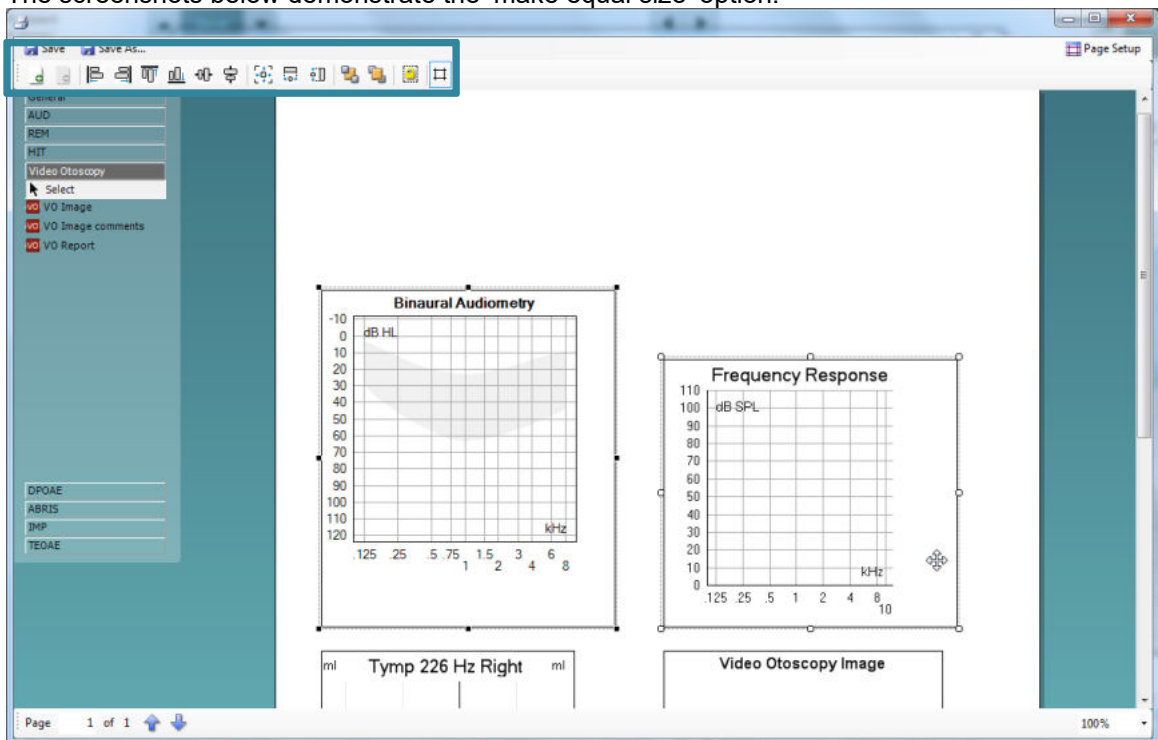 The screenshots below demonstrate the 'make equal size' option.
Save Save As...
Page Setup
General
AUD
REM
HIT
Video Otoscopy
Select
VO VO Image
VO VO Image comments
VO VO Report
DPOAE
ABRIS
IMP
TEOAE
Binaural Audiometry
-10
0 dB HL
10
20
30
40
50
60
70
80
90
100
110 kHz
120
.125 .25 .5 .75 1.5 3 6
1 2 4 8
Frequency Response
110
100 dB SPL
90
80
70
60
50
40
30
20
10 kHz
0
.125 .25 .5 1 2 4 8
10
ml Tymp 226 Hz Right ml
Video Otoscopy Image
Page 1 of 1
100%